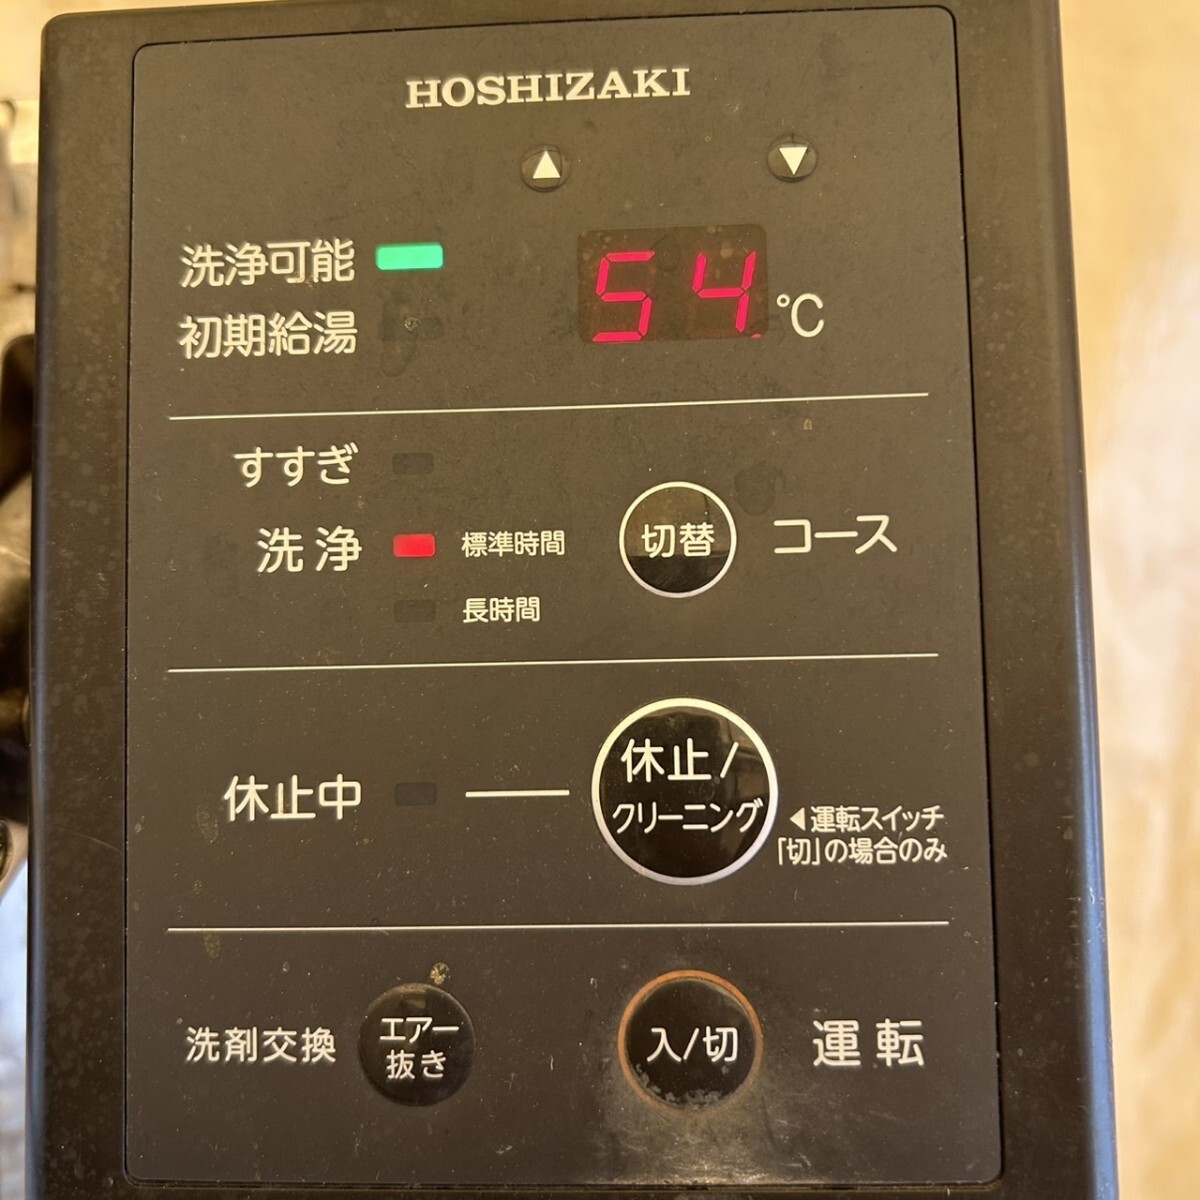 HOSHIZAKI
▲ ▼
洗浄可能
54 ℃
初期給湯
すすぎ
洗浄 標準時間 切替 コース
長時間
休止中 休止/
クリーニング
◀運転スイッチ
「切」の場合のみ
洗剤交換 エアー
抜き
入/切 運転